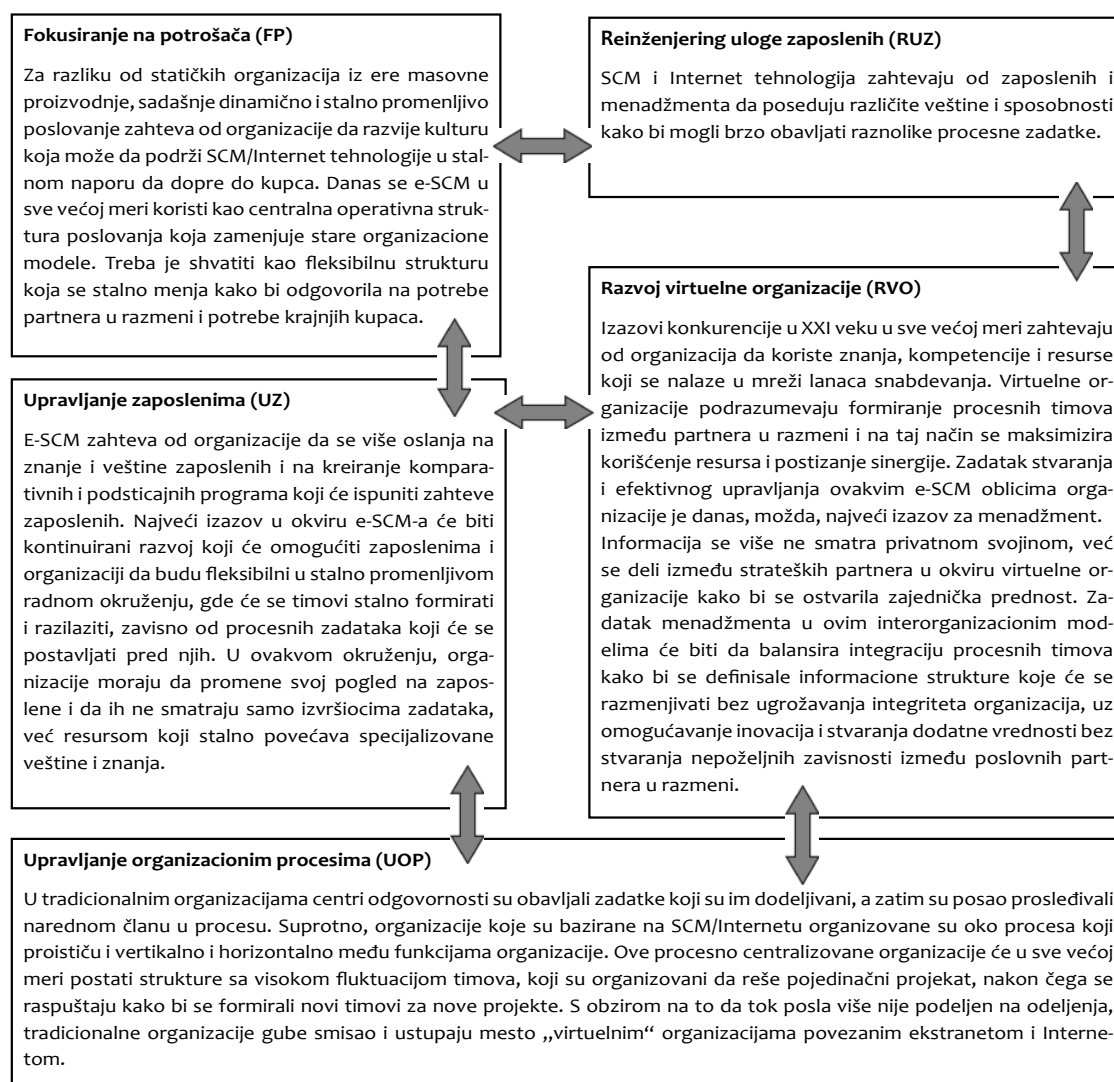 Fokusiranje na potrošača (FP)
Za razliku od statičkih organizacija iz ere masovne
proizvodnje, sadašnje dinamično i stalno promenljivo
poslovanje zahteva od organizacije da razvije kulturu
koja može da podrži SCM/Internet tehnologije u stal-
nom naporu da dopre do kupca. Danas se e-SCM u
sve većoj meri koristi kao centralna operativna struk-
tura poslovanja koja zamenjuje stare organizacione
modele. Treba je shvatiti kao fleksibilnu strukturu
koja se stalno menja kako bi odgovorila na potrebe
partnera u razmeni i potrebe krajnjih kupaca.
Reinženjering uloge zaposlenih (RUZ)
SCM i Internet tehnologija zahtevaju od zaposlenih i
menadžmenta da poseduju različite veštine i sposobnosti
kako bi mogli brzo obavljati raznolike procesne zadatke.
Upravljanje zaposlenima (UZ)
E-SCM zahteva od organizacije da se više oslanja na
znanje i veštine zaposlenih i na kreiranje kompara-
tivnih i podsticajnih programa koji će ispuniti zahteve
zaposlenih. Najveći izazov u okviru e-SCM-a će biti
kontinuirani razvoj koji će omogućiti zaposlenima i
organizaciji da budu fleksibilni u stalno promenljivom
radnom okruženju, gde će se timovi stalno formirati
i razilaziti, zavisno od procesnih zadataka koji će se
postavljati pred njih. U ovakvom okruženju, orga-
nizacije moraju da promene svoj pogled na zapos-
lene i da ih ne smatraju samo izvršiocima zadataka,
već resursom koji stalno povećava specijalizovane
veštine i znanja.
Razvoj virtuelne organizacije (RVO)
Izazovi konkurencije u XXI veku u sve većoj meri zahtevaju
od organizacija da koriste znanja, kompetencije i resurse
koji se nalaze u mreži lanaca snabdevanja. Virtuelne or-
ganizacije podrazumevaju formiranje procesnih timova
između partnera u razmeni i na taj način se maksimizira
korišćenje resursa i postizanje sinergije. Zadatak stvaranja
i efektivnog upravljanja ovakvim e-SCM oblicima orga-
nizacije je danas, možda, najveći izazov za menadžment.
Informacija se više ne smatra privatnom svojinom, već
se deli između strateških partnera u okviru virtuelne or-
ganizacije kako bi se ostvarila zajednička prednost. Za-
datak menadžmenta u ovim interorganizacionim mod-
elima će biti da balansira integraciju procesnih timova
kako bi se definisale informacione strukture koje će se
razmenjivati bez ugrožavanja integriteta organizacija, uz
omogućavanje inovacija i stvaranja dodatne vrednosti bez
stvaranja nepoželjnih zavisnosti između poslovnih part-
nera u razmeni.
Upravljanje organizacionim procesima (UOP)
U tradicionalnim organizacijama centri odgovornosti su obavljali zadatke koji su im dodeljivani, a zatim su posao prosleđivali
narednom članu u procesu. Suprotno, organizacije koje su bazirane na SCM/Internetu organizovane su oko procesa koji
proističu i vertikalno i horizontalno među funkcijama organizacije. Ove procesno centralizovane organizacije će u sve većoj
meri postati strukture sa visokom fluktuacijom timova, koji su organizovani da reše pojedinačni projekat, nakon čega se
raspuštaju kako bi se formirali novi timovi za nove projekte. S obzirom na to da tok posla više nije podeljen na odeljenja,
tradicionalne organizacije gube smisao i ustupaju mesto ,,virtuelnim“ organizacijama povezanim ekstranetom i Interne-
tom.